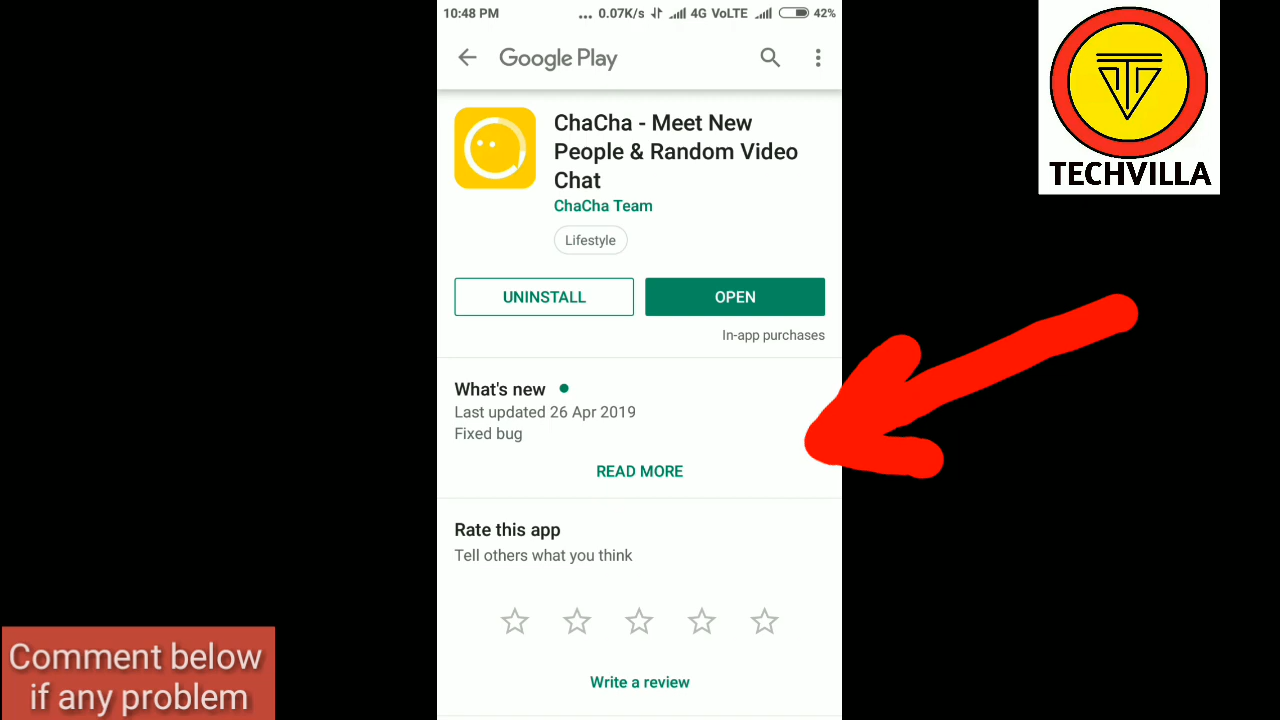 10:48 PM ... 0.07K/s 4G VoLTE 42%
Google Play
ChaCha - Meet New
People & Random Video
Chat
ChaCha Team
Lifestyle
UNINSTALL OPEN
In-app purchases
What's new
Last updated 26 Apr 2019
Fixed bug
READ MORE
Rate this app
Tell others what you think
Write a review
TECHVILLA
Comment below
if any problem